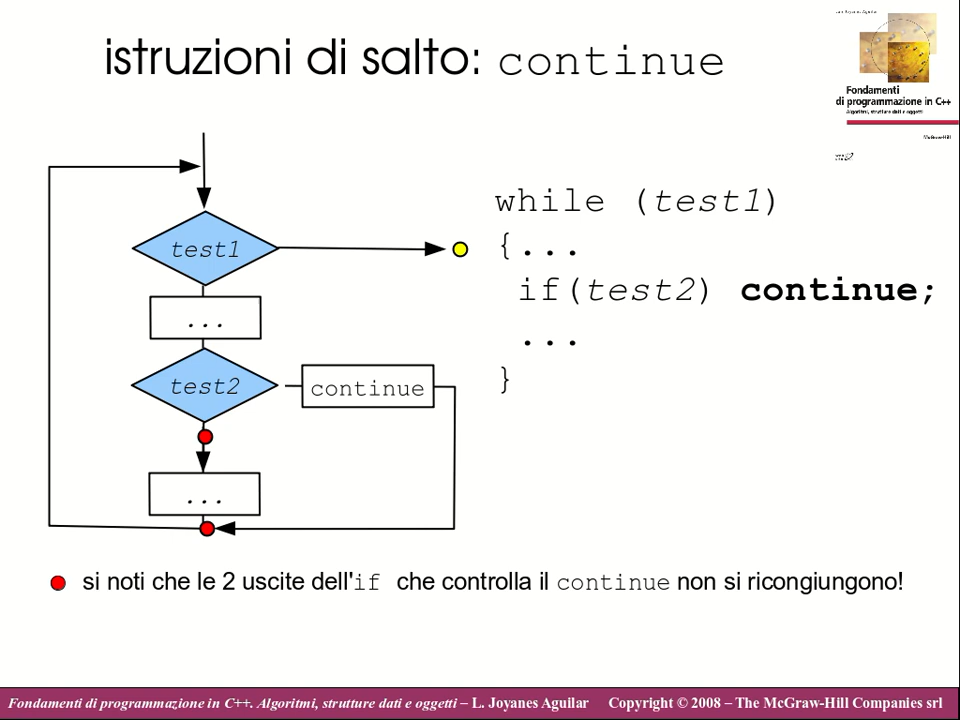 istruzioni di salto: continue
Fondamenti
di programmazione in C++
Algoritmi, strutture dati e oggetti
while (test1)
{...
if(test2) continue;
...
}
test1
...
test2
continue
...
si noti che le 2 uscite dell'if che controlla il continue non si ricongiungono!
Fondamenti di programmazione in C++. Algoritmi, strutture dati e oggetti – L. Joyanes Aguilar Copyright © 2008 – The McGraw-Hill Companies srl